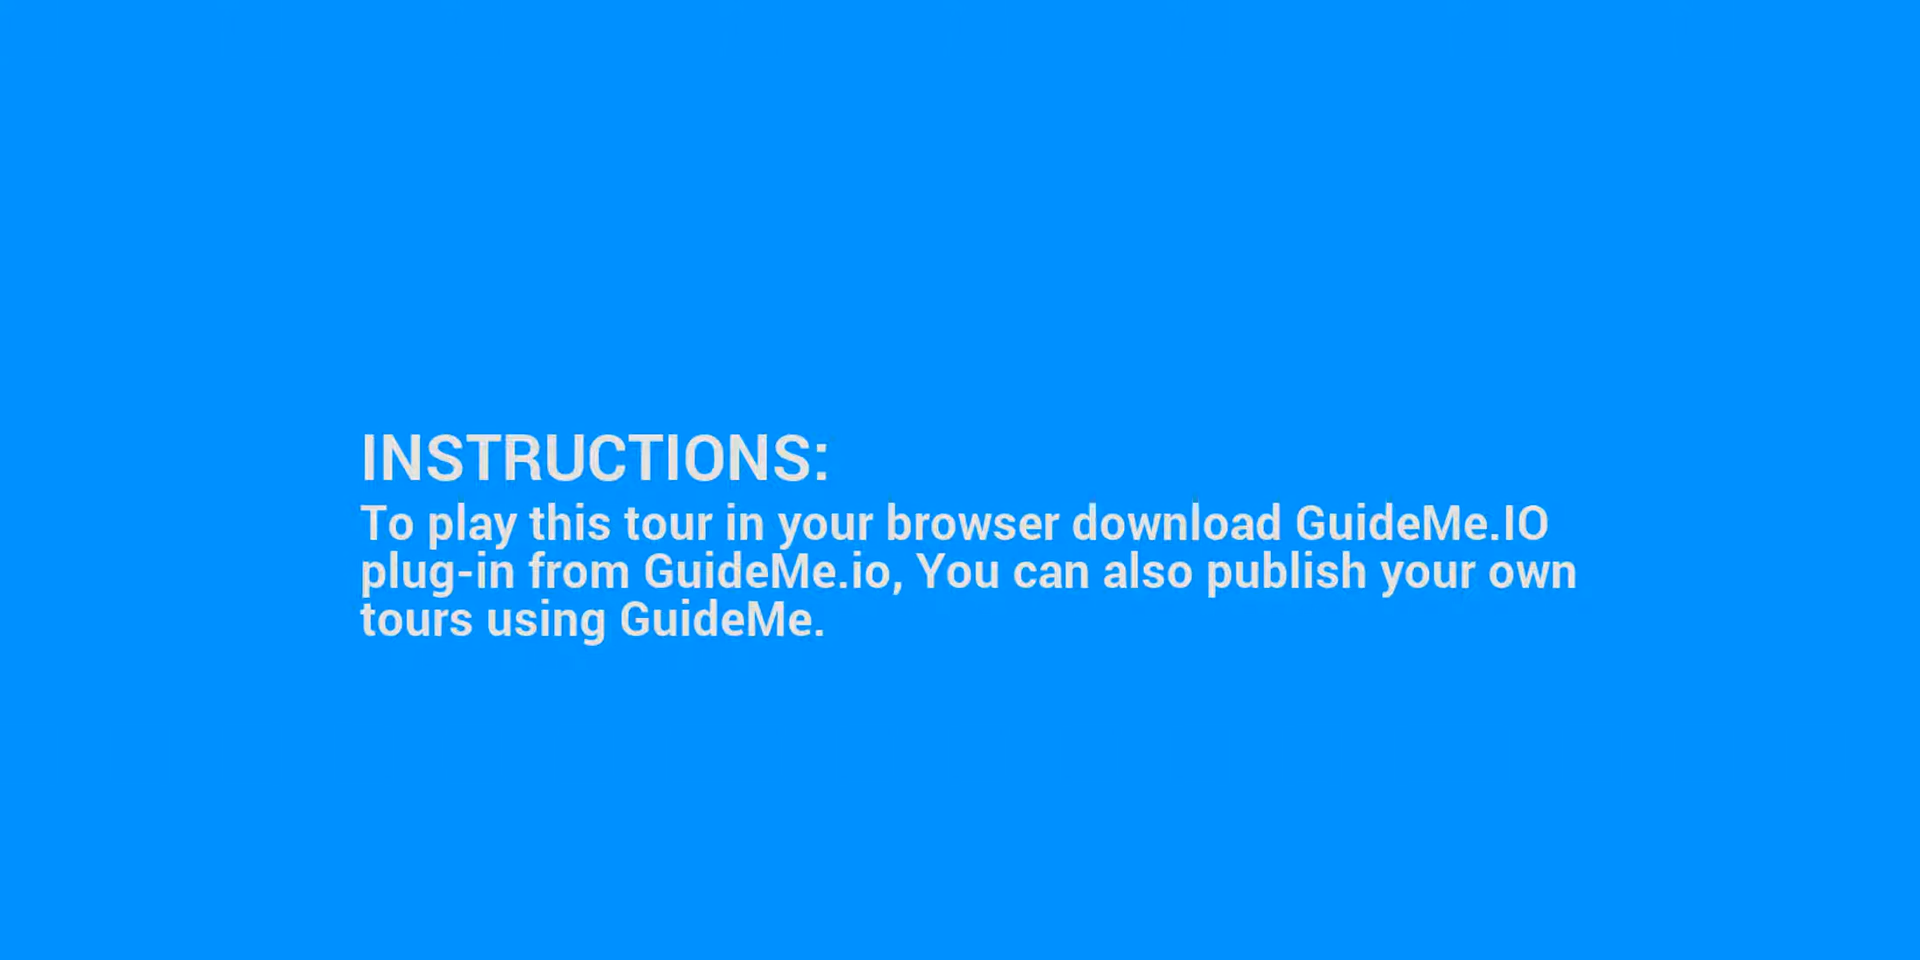 INSTRUCTIONS:
To play this tour in your browser download GuideMe.IO
plug-in from GuideMe.io, You can also publish your own
tours using GuideMe.